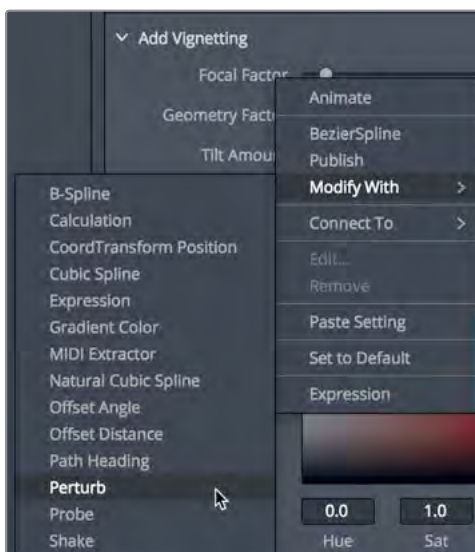 Add Vignetting
Focal Factor
Geometry Facto
Tilt Amou
Animate
BezierSpline
Publish
Modify With >
Connect To >
Edit...
Remove
Paste Setting
Set to Default
Expression
B-Spline
Calculation
CoordTransform Position
Cubic Spline
Expression
Gradient Color
MIDI Extractor
Natural Cubic Spline
Offset Angle
Offset Distance
Path Heading
Perturb
Probe
Shake
0.0 1.0
Hue Sat